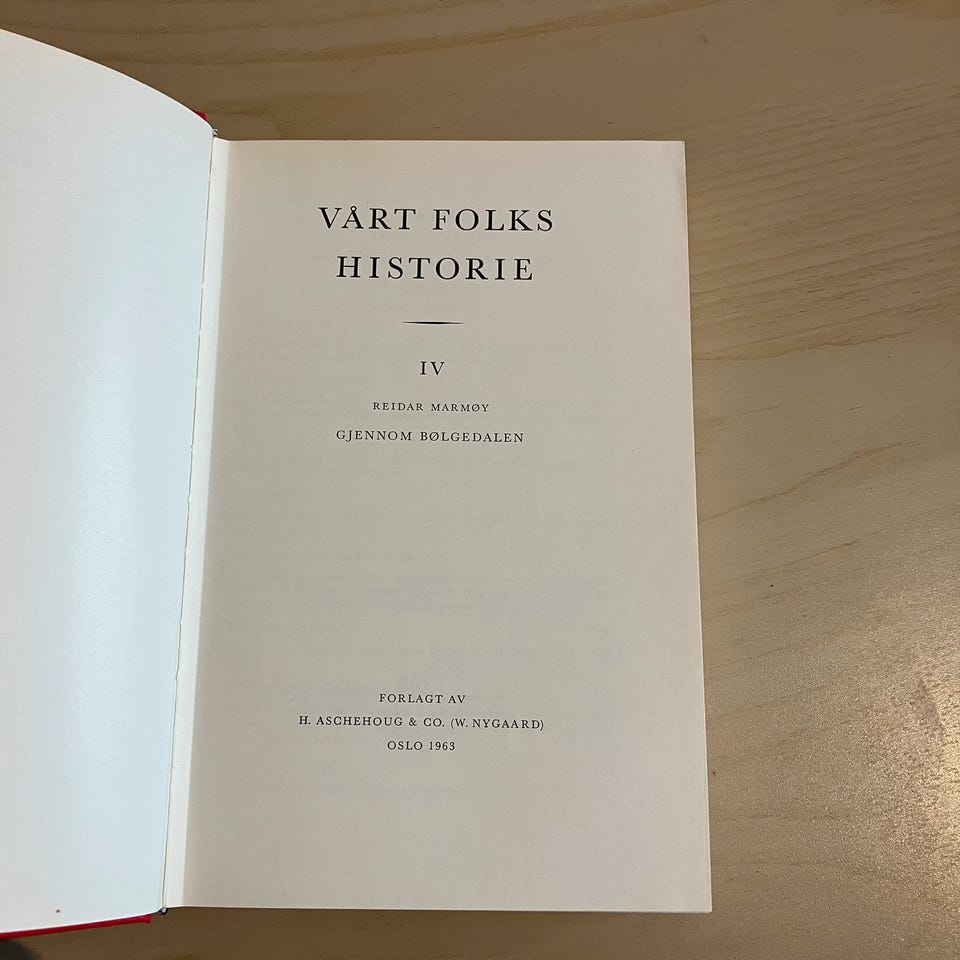 VÅRT FOLKS
HISTORIE
IV
REIDAR MARMØY
GJENNOM BØLGEDALEN
FORLAGT AV
H. ASCHEHOUG & CO. (W. NYGAARD)
OSLO 1963